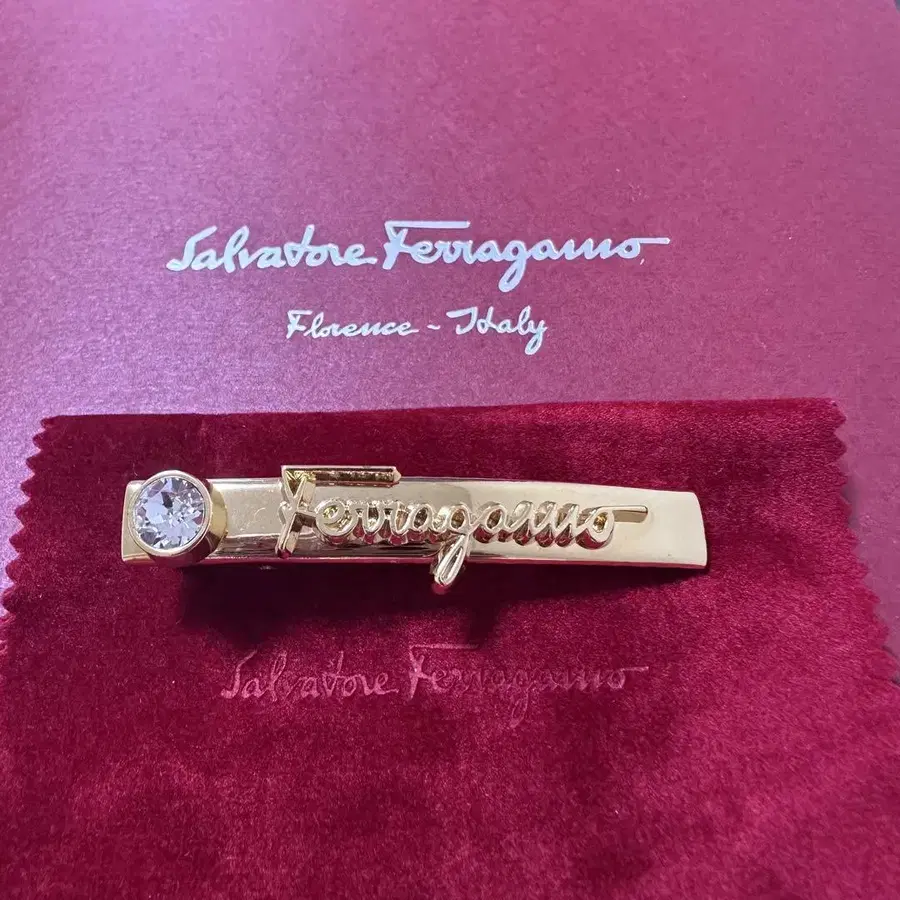 Salvatore Ferragamo
Florence - Italy
Ferragamo
Salvatore Ferragamo